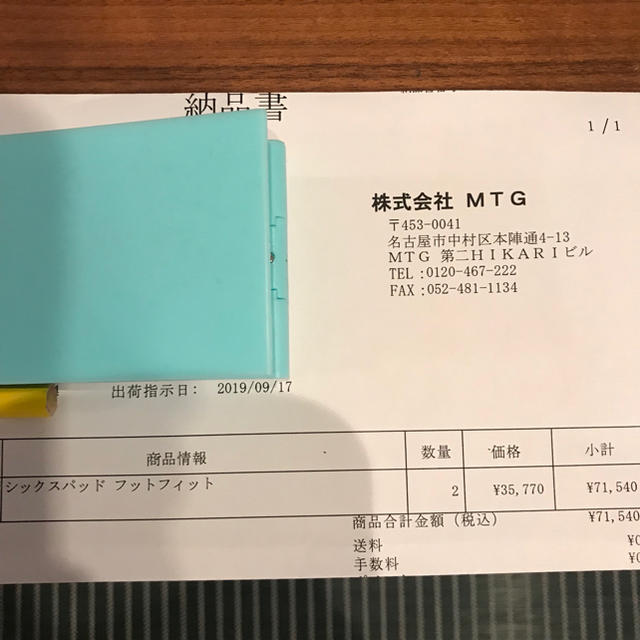 納品書
1/1
株式会社 MTG
〒453-0041
名古屋市中村区本陣通4-13
MTG 第二HIKARIビル
TEL:0120-467-222
FAX:052-481-1134
出荷指示日: 2019/09/17
商品情報 数量 価格 小計
シックスパッド フットフィット 2 ¥35,770 ¥71,540
商品合計金額(税込) ¥71,540
送料 ¥0
手数料 ¥0